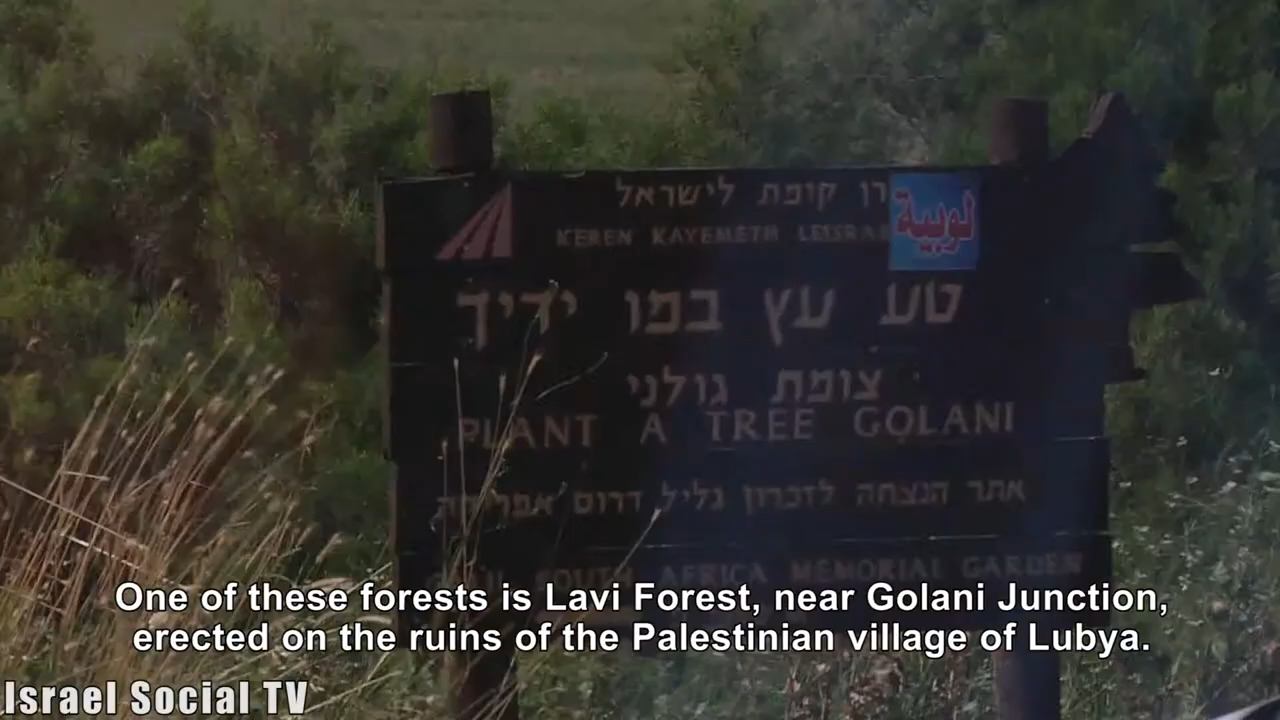 רן קופת לישראל
KEREN KAYEMETH LEISRA
لوبية
טע עץ במו ידיך
צומת גולני
PLANT A TREE GOLANI
אתר הנצחה לזכרון גליל דרום אפריקה
SOUTH AFRICA MEMORIAL GARDEN
One of these forests is Lavi Forest, near Golani Junction,
erected on the ruins of the Palestinian village of Lubya.
Israel Social TV